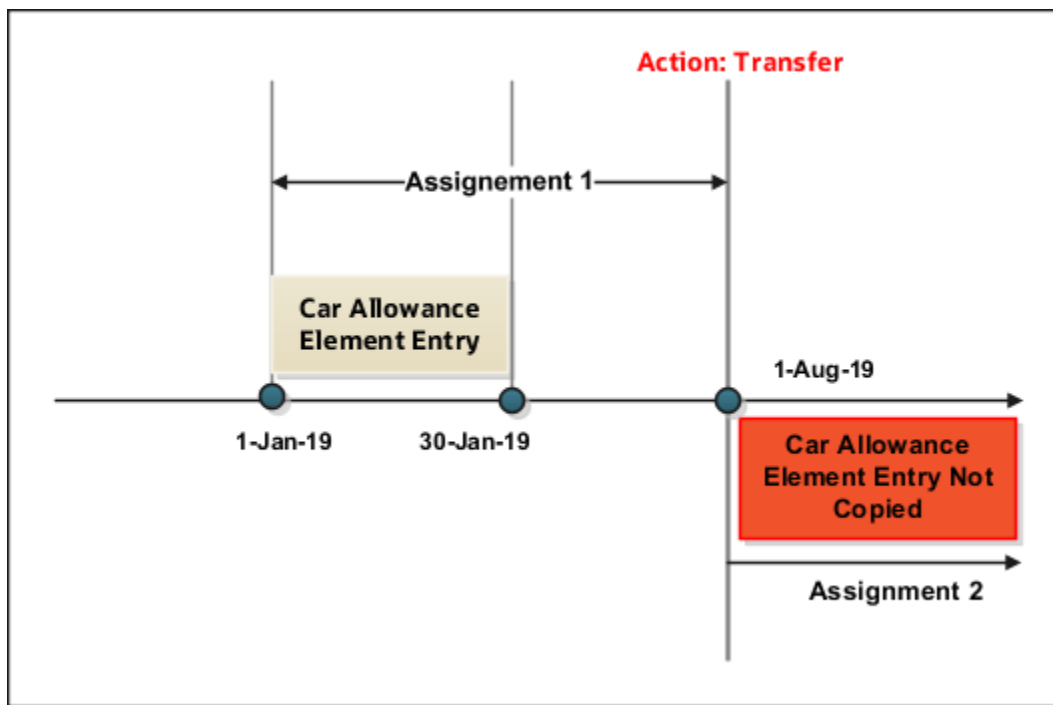 Action: Transfer
Assignement 1
Car Allowance
Element Entry
1-Aug-19
1-Jan-19
30-Jan-19
Car Allowance
Element Entry Not
Copied
Assignment 2